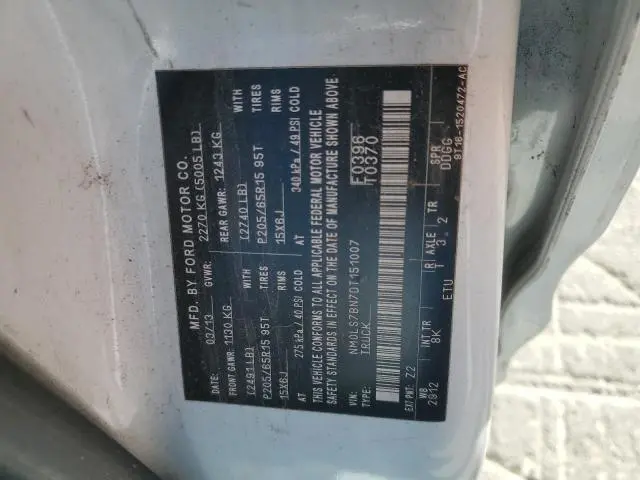 MFD. BY FORD MOTOR CO.
DATE: 03/13 GVWR: 2270 KG (5005 LB)
FRONT GAWR: 1130 KG REAR GAWR: 1243 KG
(2491 LB) WITH (2740 LB) WITH
P205/65R15 95T TIRES P205/65R15 95T TIRES
15X6J RIMS 15X6J RIMS
AT 275 kPa / 40 PSI COLD AT 340 kPa / 49 PSI COLD
THIS VEHICLE CONFORMS TO ALL APPLICABLE FEDERAL MOTOR VEHICLE
SAFETY STANDARDS IN EFFECT ON THE DATE OF MANUFACTURE SHOWN ABOVE.
VIN: NM0LS7BN7DT151007 F0398
TYPE: TRUCK T0370
EXT PNT: Z2
WB INT TR R AXLE TR SPR
2912 8K 1 3.2 DDGG
ETU 9T16-1520472-AC